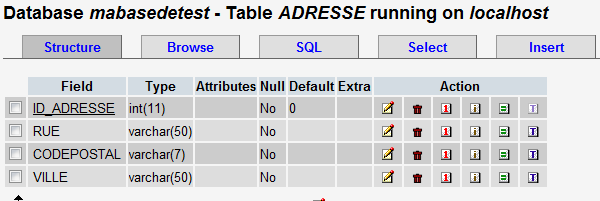 Database mabasedetest - Table ADRESSE running on localhost
Structure Browse SQL Select Insert
Field Type Attributes Null Default Extra Action
ID_ADRESSE int(11) No 0
RUE varchar(50) No
CODEPOSTAL varchar(7) No
VILLE varchar(50) No